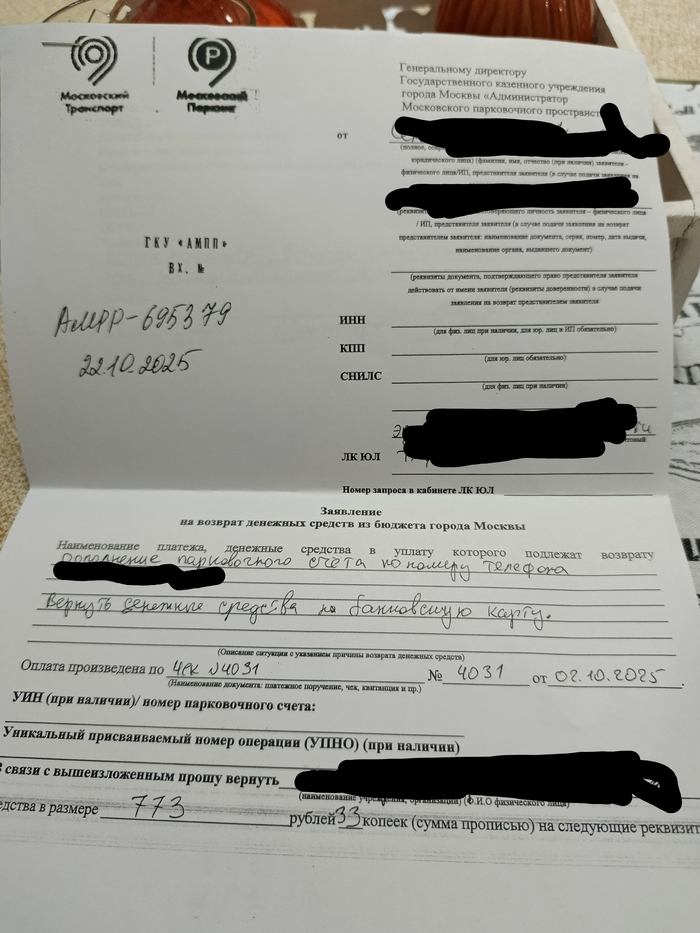 Московский
Транспорт
Московский
Паркинг
Генеральному директору
Государственного казенного учреждения
города Москвы «Администратор
Московского парковочного пространст
от
(полное, сокр
юридического лица) (фамилия, имя, отчество (при наличии) заявителя –
физического лица/ИП, представителя заявителя (в случае подачи заявления на
(реквизиты удостоверяющего личность заявителя – физического лица
/ ИП, представителя заявителя (в случае подачи заявления на возврат
представителем заявителя: наименование документа, серия, номер, дата выдачи,
наименование органа, выдавшего документ)
(реквизиты документа, подтверждающего право представителя заявителя
действовать от имени заявителя (реквизиты доверенности) в случае подачи
заявления на возврат представителем заявителя
ГКУ «АМПП»
ВХ. №
АМРР-695379
22.10.2025
ИНН
(для физ. лиц при наличии, для юр. лиц и ИП обязательно)
КПП
(для юр. лиц обязательно)
СНИЛС
(для физ. лиц при наличии)
товый
ЛК ЮЛ
Номер запроса в кабинете ЛК ЮЛ
Заявление
на возврат денежных средств из бюджета города Москвы
Наименование платежа, денежные средства в уплату которого подлежат возврату
пополнение парковочного счета по номеру телефона
Вернуть денежные средства на банковскую карту.
(Описание ситуации с указанием причины возврата денежных средств)
Оплата произведена по чек №4031 № 4031 от 02.10.2025.
(Наименование документа: платежное поручение, чек, квитанция и пр.)
УИН (при наличии)/ номер парковочного счета:
Уникальный присваиваемый номер операции (УПНО) (при наличии)
В связи с вышеизложенным прошу вернуть
(наименование учреждения, организации) (Ф.И.О физического лица)
едства в размере 773 рублей 33 копеек (сумма прописью) на следующие реквизит